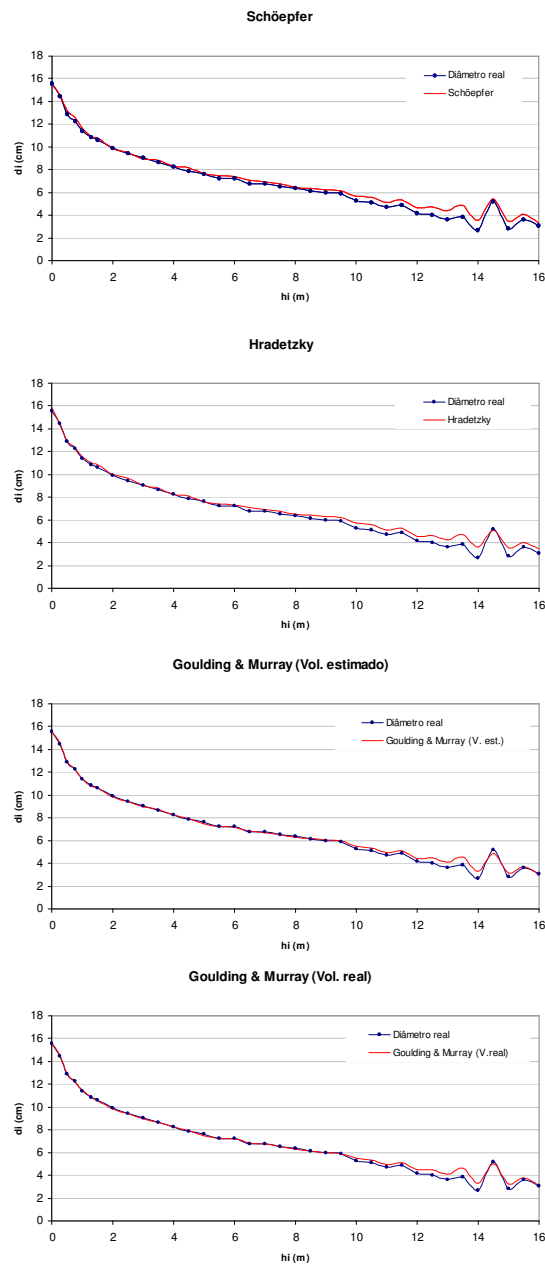 Schöepfer
18
16
14
12
10
8
6
4
2
0
di (cm)
Diâmetro real
Schöepfer
0 2 4 6 8 10 12 14 16
hi (m)
Hradetzky
18
16
14
12
10
8
6
4
2
0
di (cm)
Diâmetro real
Hradetzky
0 2 4 6 8 10 12 14 16
hi (m)
Goulding & Murray (Vol. estimado)
18
16
14
12
10
8
6
4
2
0
di (cm)
Diâmetro real
Goulding & Murray (V. est.)
0 2 4 6 8 10 12 14 16
hi (m)
Goulding & Murray (Vol. real)
18
16
14
12
10
8
6
4
2
0
di (cm)
Diâmetro real
Goulding & Murray (V.real)
0 2 4 6 8 10 12 14 16
hi (m)